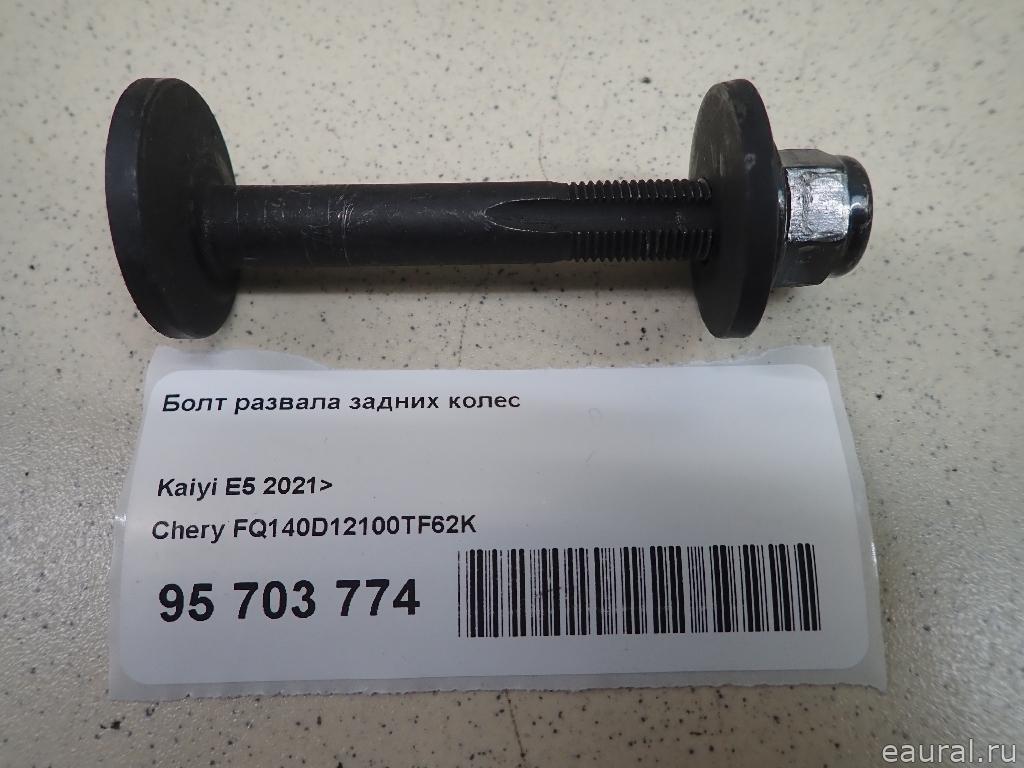 Болт развала задних колес
Kaiyi E5 2021>
Chery FQ140D12100TF62K
95 703 774
eaural.ru